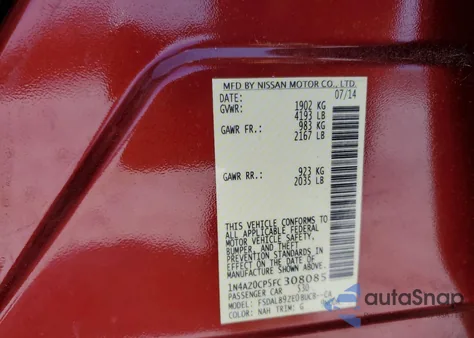 MFD BY NISSAN MOTOR CO., LTD.
DATE: 07/14
GVWR: 1902 KG
4193 LB
GAWR FR.: 983 KG
2167 LB
GAWR RR.: 923 KG
2035 LB
THIS VEHICLE CONFORMS TO
ALL APPLICABLE FEDERAL
MOTOR VEHICLE SAFETY,
BUMPER, AND THEFT
PREVENTION STANDARDS IN
EFFECT ON THE DATE OF
MANUFACTURE SHOWN ABOVE.
1N4AZ0CP5FC308085
PASSENGER CAR S30
MODEL:
COLOR: NAH TRIM: G
autoSnap